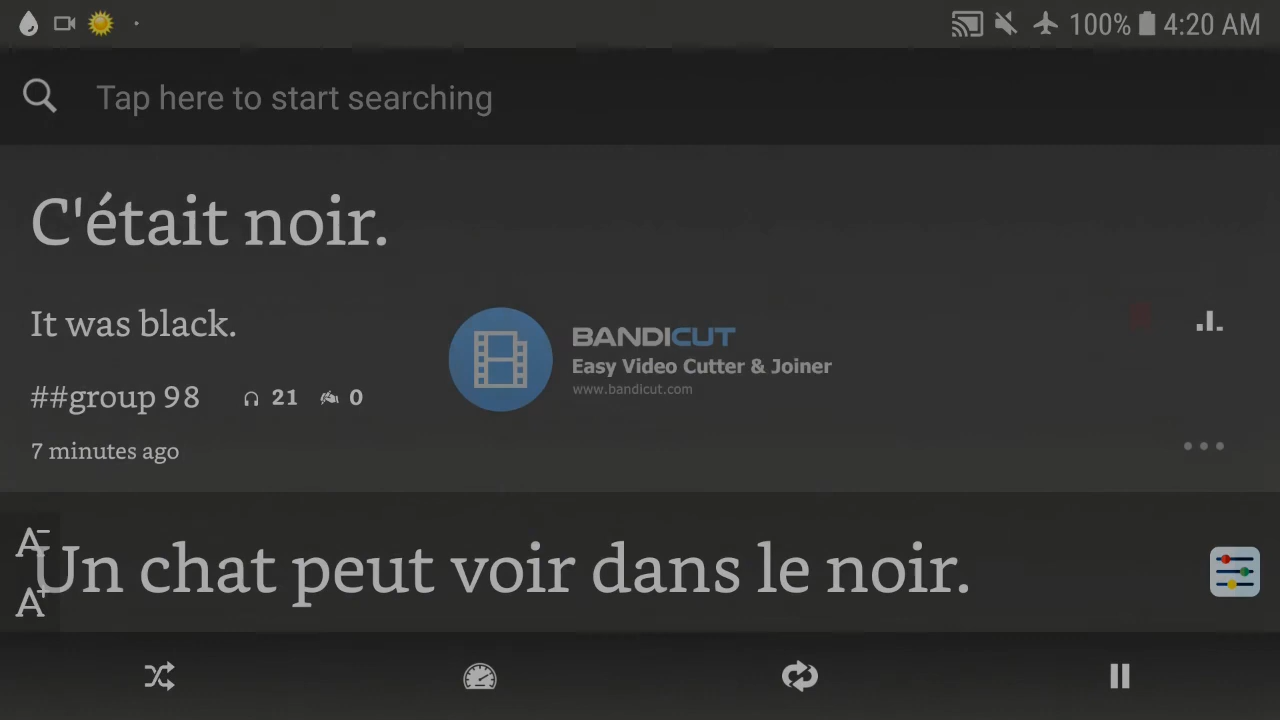 100% 4:20 AM
Tap here to start searching
C'était noir.
It was black.
BANDICUT
Easy Video Cutter & Joiner
www.bandicut.com
##group 98 21 0
7 minutes ago
A-
Un chat peut voir dans le noir.
A+